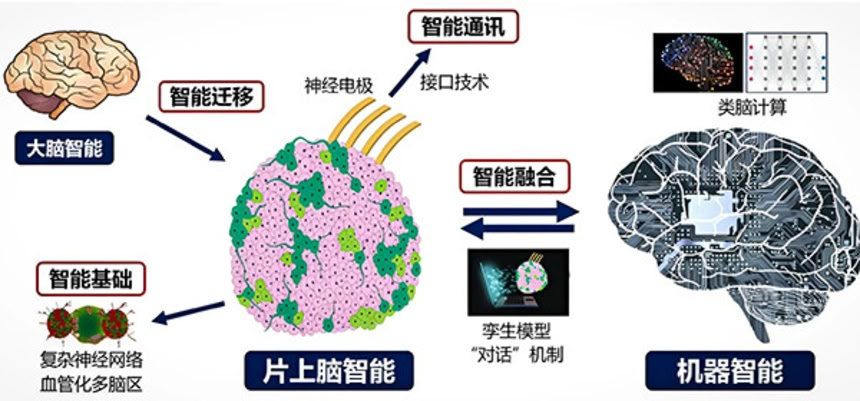 智能通讯
智能迁移
神经电极
接口技术
类脑计算
大脑智能
智能融合
智能基础
复杂神经网络
血管化多脑区
孪生模型
“对话”机制
片上脑智能
机器智能